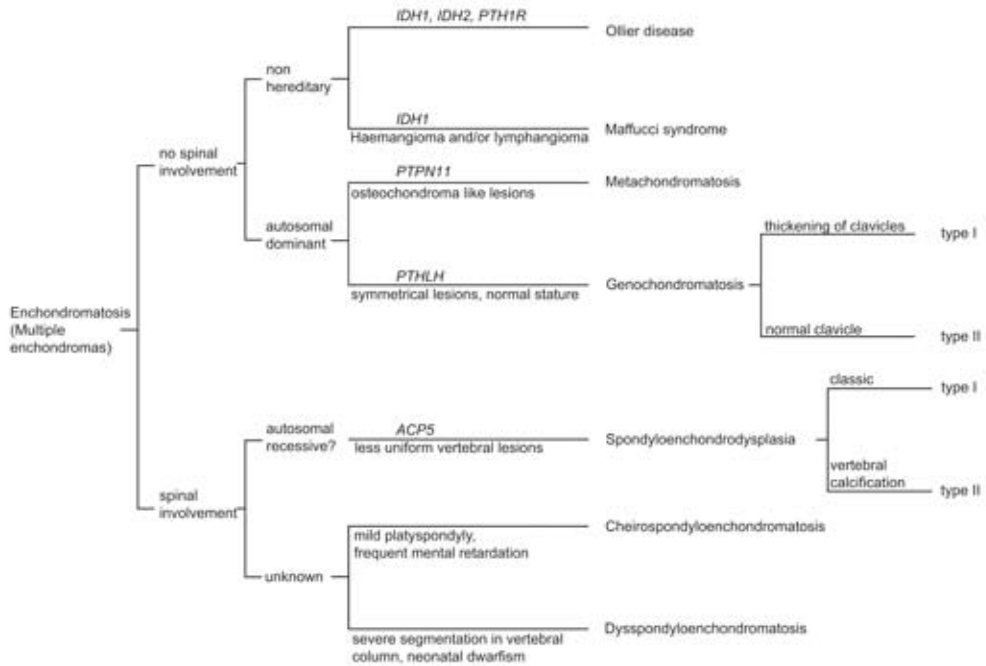 IDH1, IDH2, PTH1R
Ollier disease
non
hereditary
IDH1
Haemangioma and/or lymphangioma
Maffucci syndrome
no spinal
involvement
PTPN11
osteochondroma like lesions
Metachondromatosis
autosomal
dominant
thickening of clavicles
type I
PTHLH
symmetrical lesions, normal stature
Genochondromatosis
normal clavicle
type II
Enchondromatosis
(Multiple
enchondromas)
classic
type I
autosomal
recessive?
ACP5
less uniform vertebral lesions
Spondyloenchondrodysplasia
vertebral
calcification
type II
spinal
involvement
mild platyspondyly,
frequent mental retardation
Cheirospondyloenchondromatosis
unknown
severe segmentation in vertebral
column, neonatal dwarfism
Dysspondyloenchondromatosis